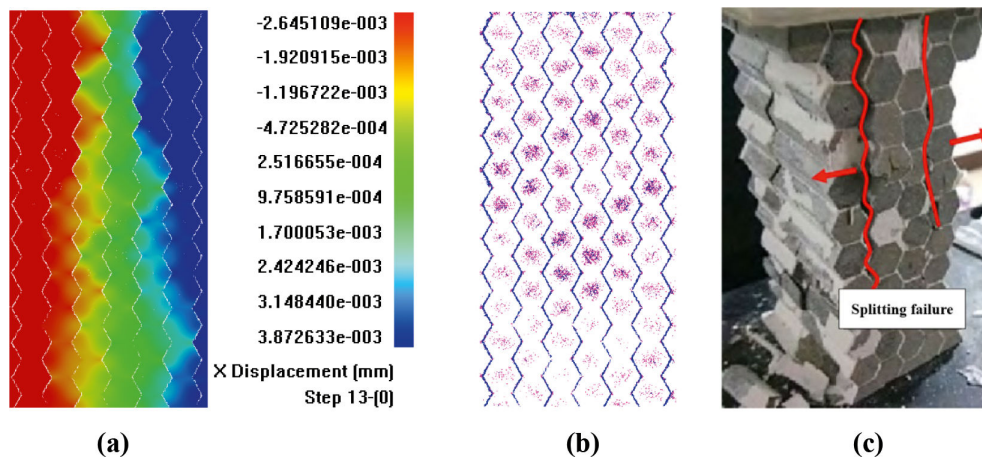 -2.645109e-003
-1.920915e-003
-1.196722e-003
-4.725282e-004
2.516655e-004
9.758591e-004
1.700053e-003
2.424246e-003
3.148440e-003
3.872633e-003
X Displacement (mm)
Step 13-(0)
Splitting failure
(a)
(b)
(c)